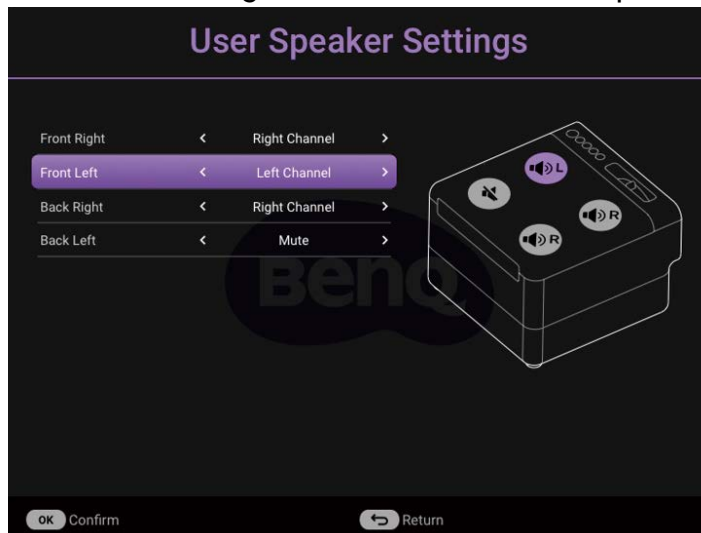 User Speaker Settings
Front Right < Right Channel >
Front Left < Left Channel >
Back Right < Right Channel >
Back Left < Mute >
L
R
R
BenQ
OK Confirm
Return